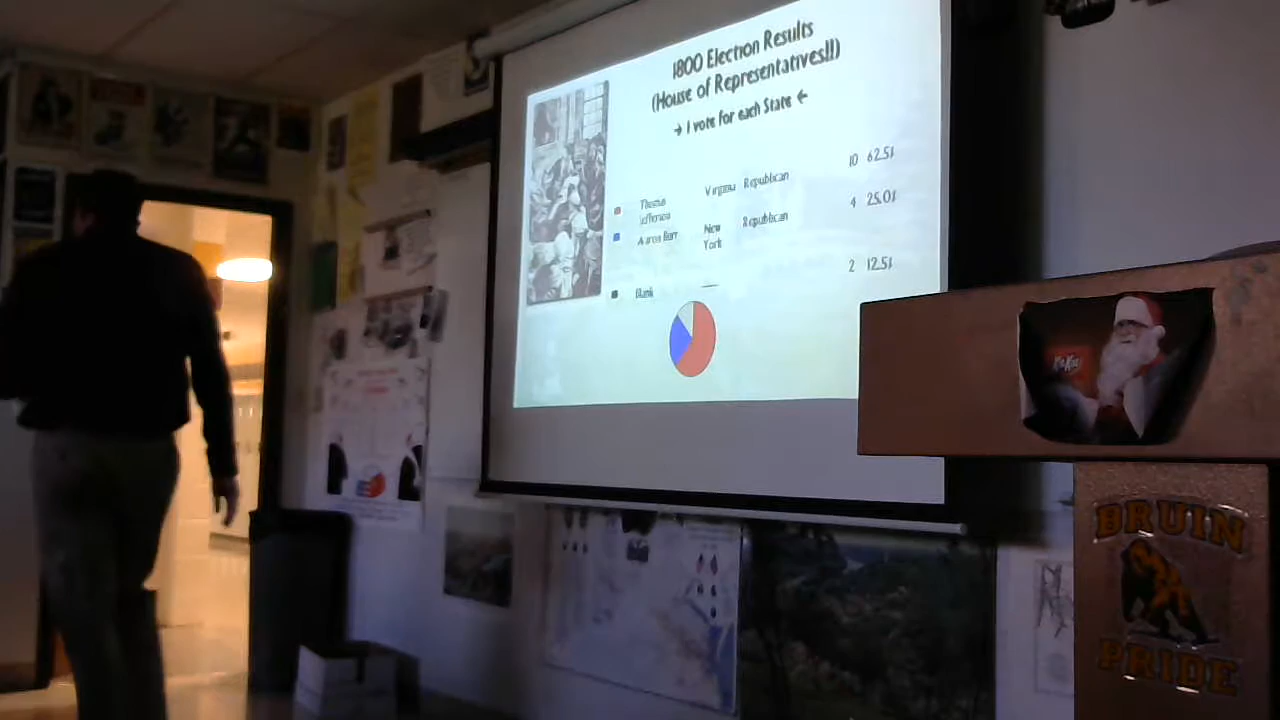 1800 Election Results
(House of Representatives!!)
→ 1 vote for each State ←
10 62.5%
Thomas Jefferson Virginia Republican
4 25.0%
Aaron Burr New York Republican
2 12.5%
Blank —
KitKat
BRUIN
PRIDE